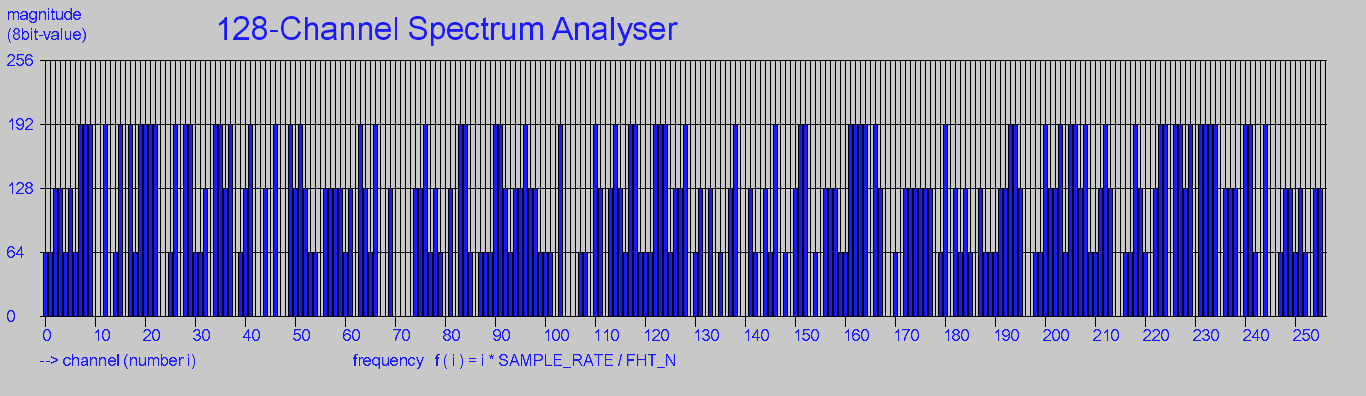 magnitude
(8bit-value)
128-Channel Spectrum Analyser
256
192
128
64
0
0 10 20 30 40 50 60 70 80 90 100 110 120 130 140 150 160 170 180 190 200 210 220 230 240 250
--> channel (number i)
frequency f ( i ) = i * SAMPLE_RATE / FHT_N